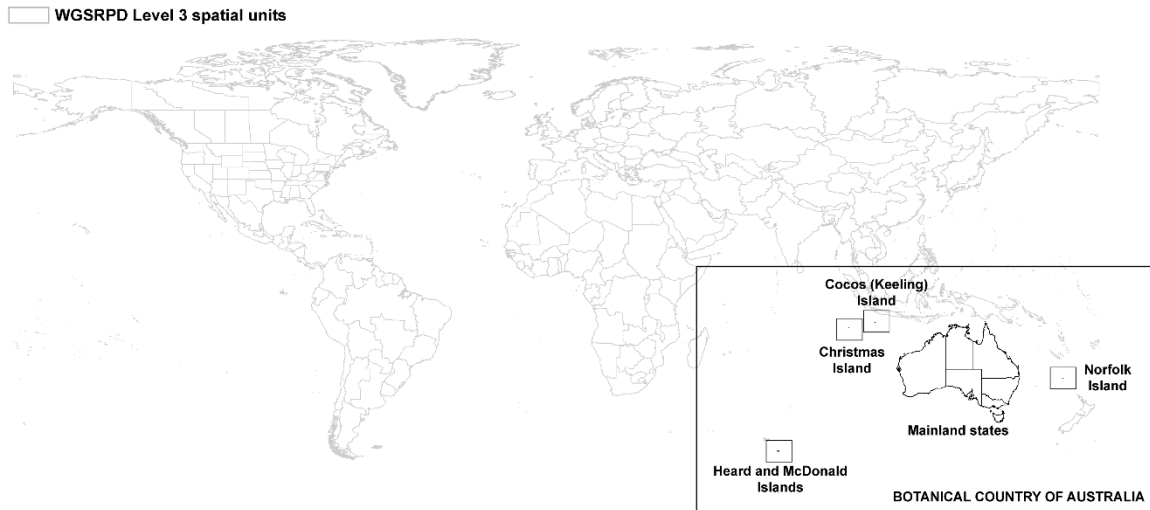 WGSRPD Level 3 spatial units
Cocos (Keeling)
Island
Christmas
Island
Norfolk
Island
Mainland states
Heard and McDonald
Islands
BOTANICAL COUNTRY OF AUSTRALIA